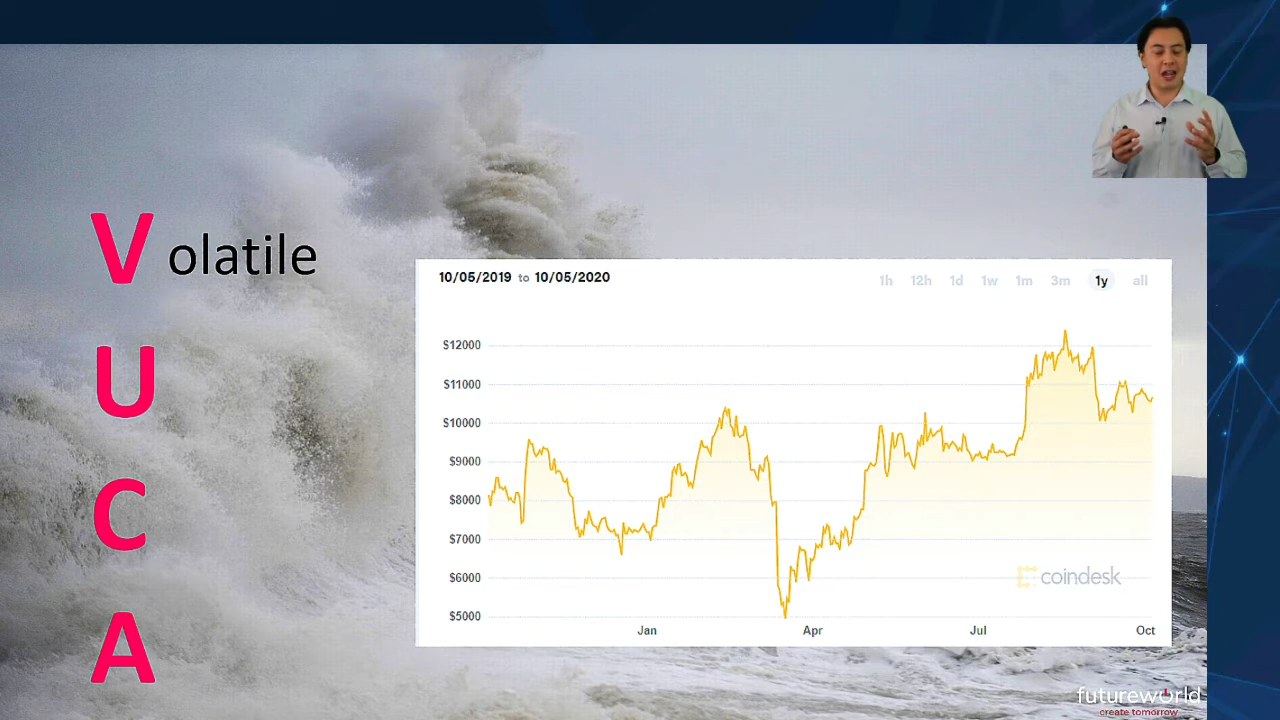 V olatile
U
C
A
10/05/2019 to 10/05/2020
1h 12h 1d 1w 1m 3m 1y all
$12000
$11000
$10000
$9000
$8000
$7000
$6000
$5000
Jan Apr Jul Oct
coindesk
futureworld
create tomorrow